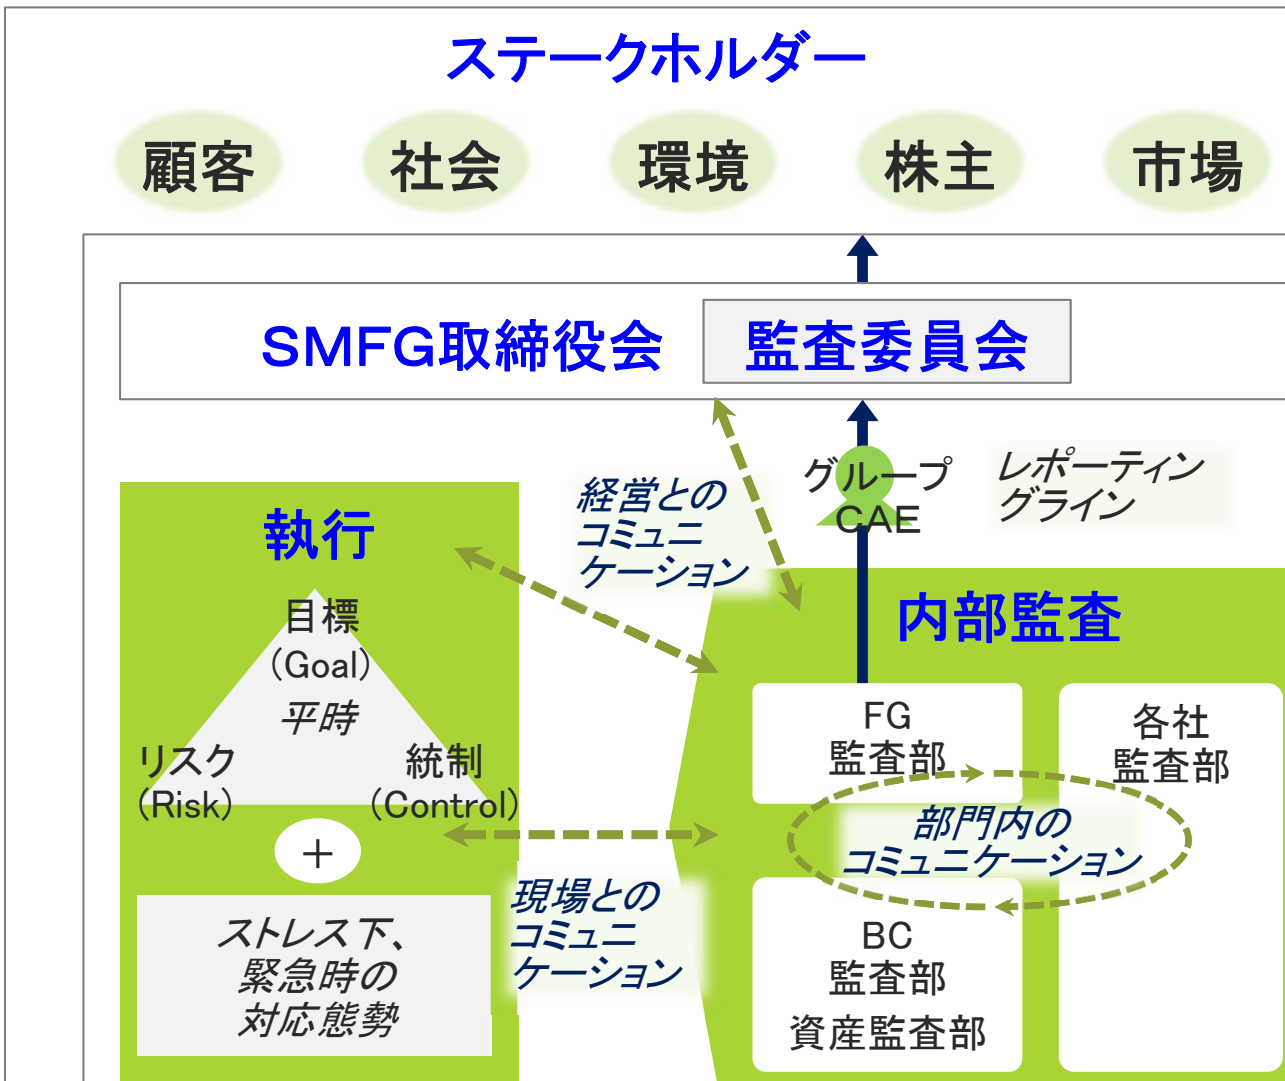 ステークホルダー
顧客
社会
環境
株主
市場
SMFG取締役会
監査委員会
グループ
CAE
レポーティン
グライン
経営との
コミュニ
ケーション
執行
目標
(Goal)
平時
リスク
(Risk)
統制
(Control)
+
ストレス下、
緊急時の
対応態勢
現場との
コミュニ
ケーション
内部監査
FG
監査部
各社
監査部
部門内の
コミュニケーション
BC
監査部
資産監査部